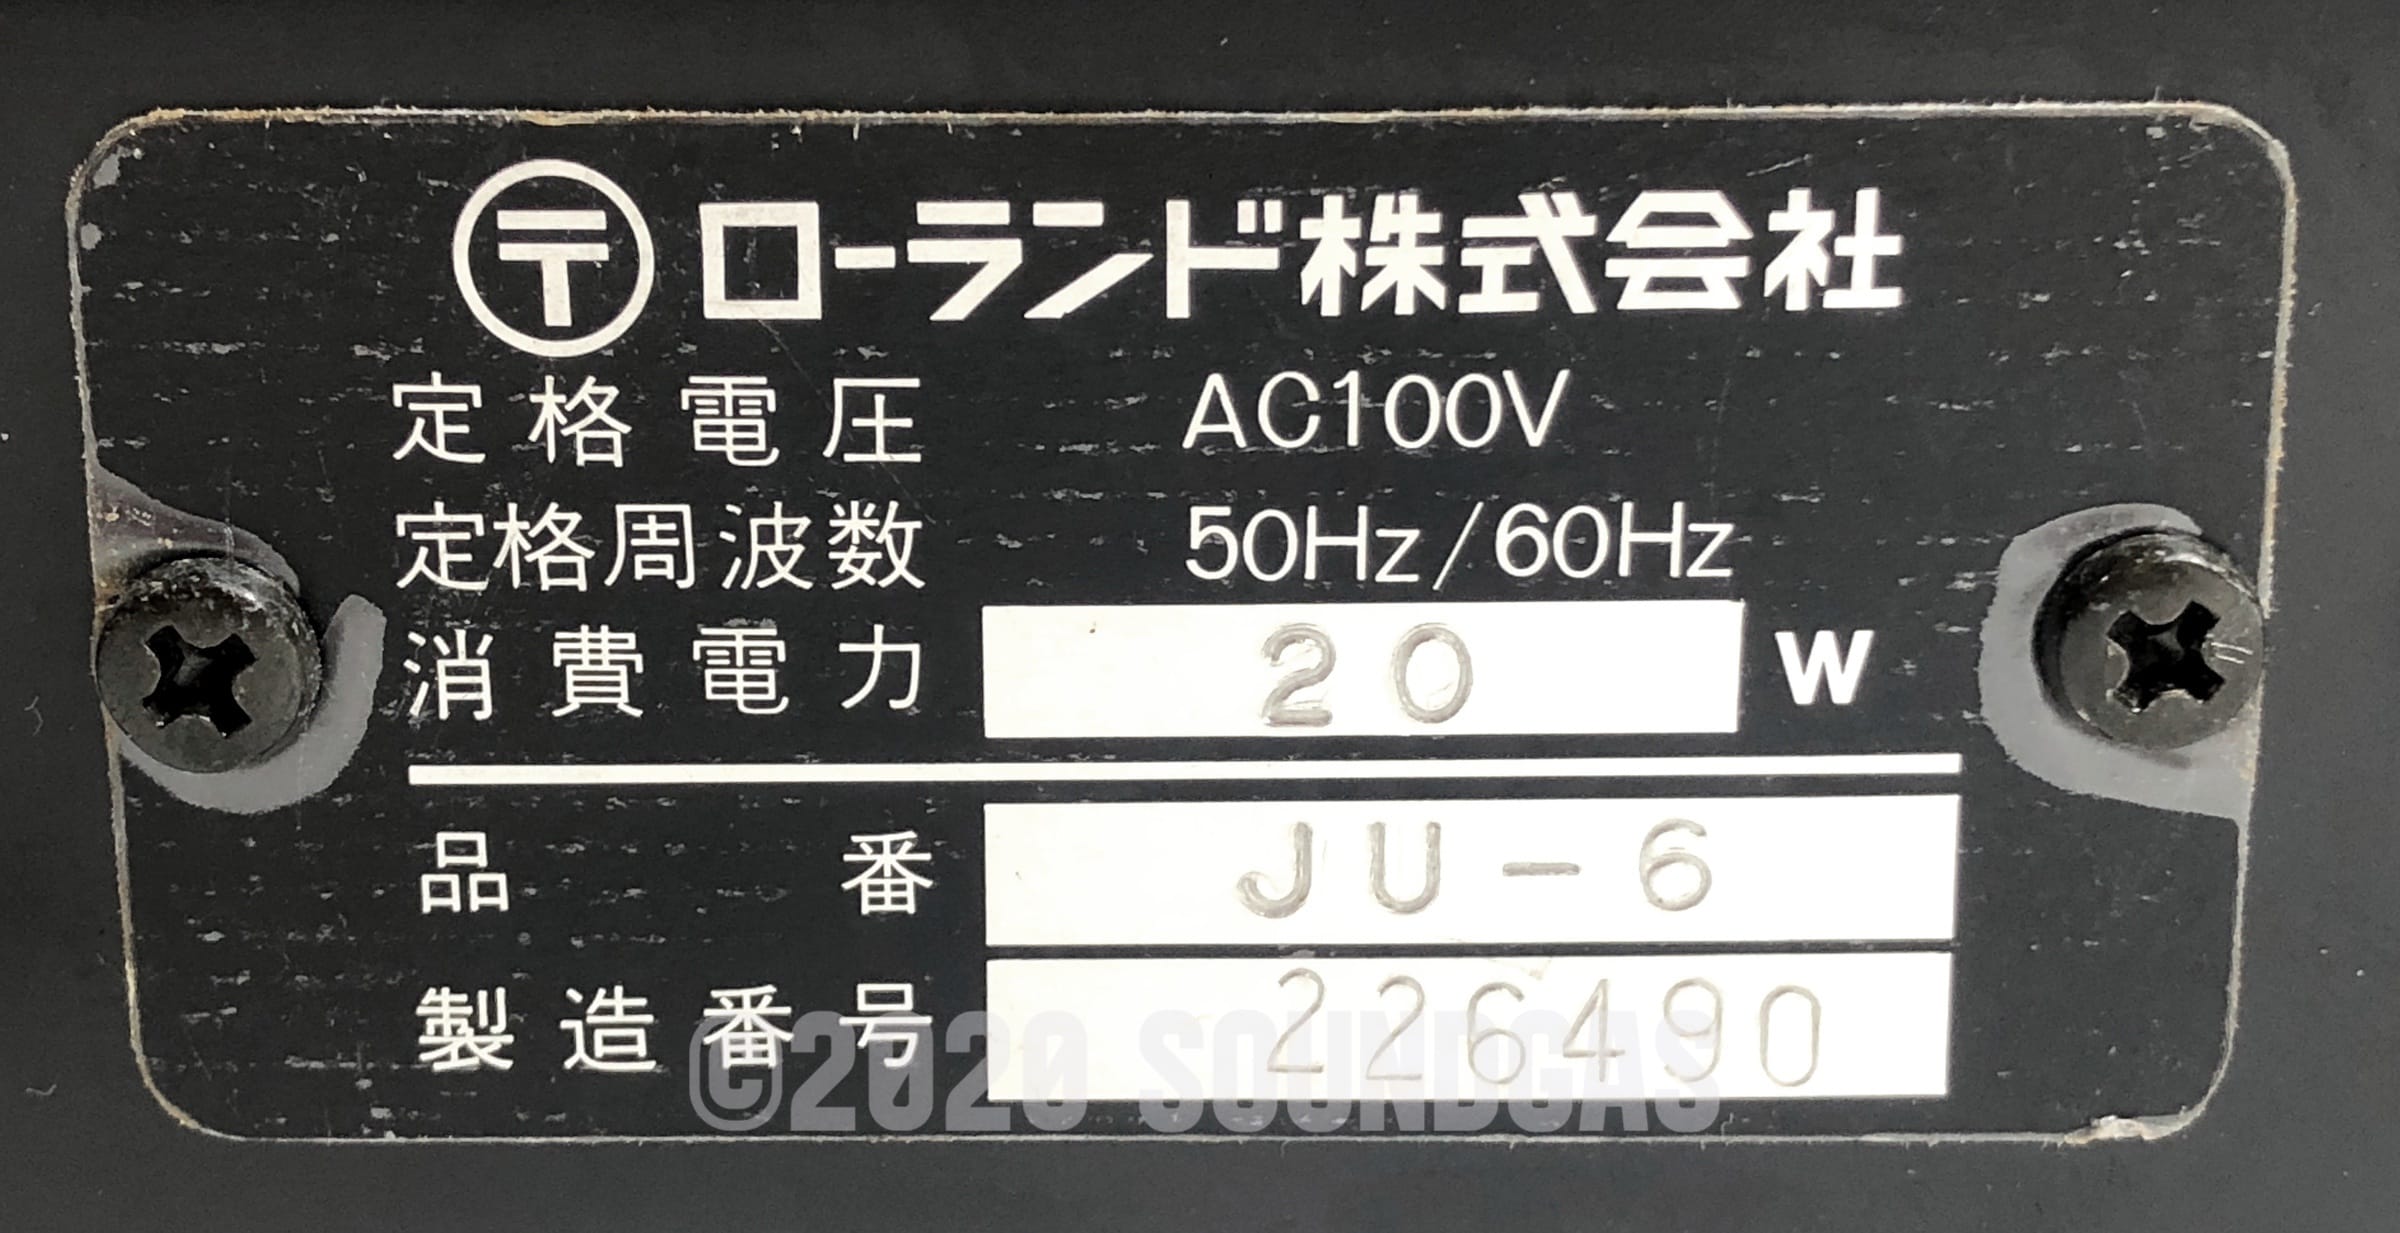 〶 ローランド株式会社
定格電圧 AC100V
定格周波数 50Hz/60Hz
消費電力 20 W
品番 JU-6
製造番号 226490
©2020 SOUNDGAS